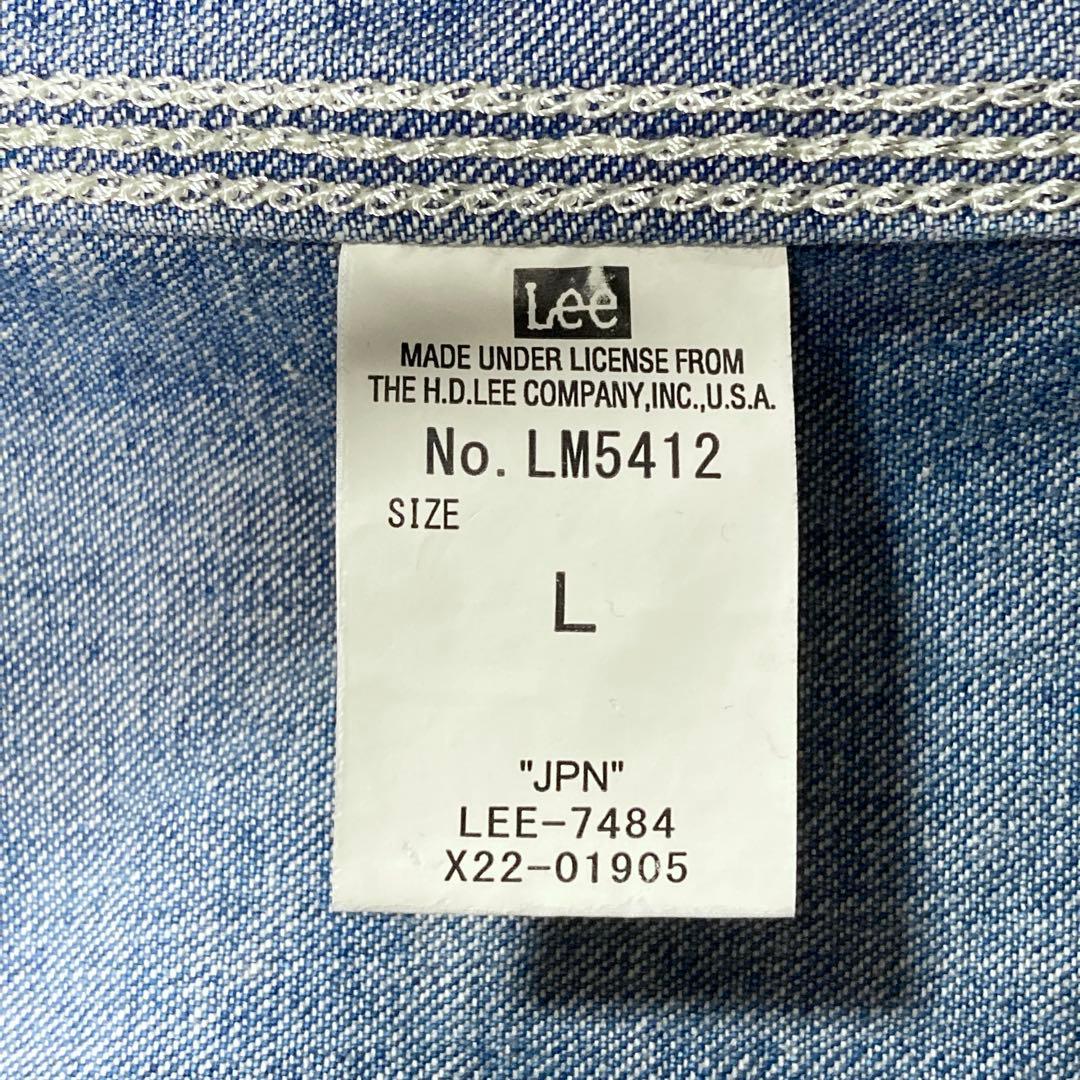 Lee
MADE UNDER LICENSE FROM
THE H.D.LEE COMPANY,INC.,U.S.A.
No. LM5412
SIZE
L
"JPN"
LEE-7484
X22-01905